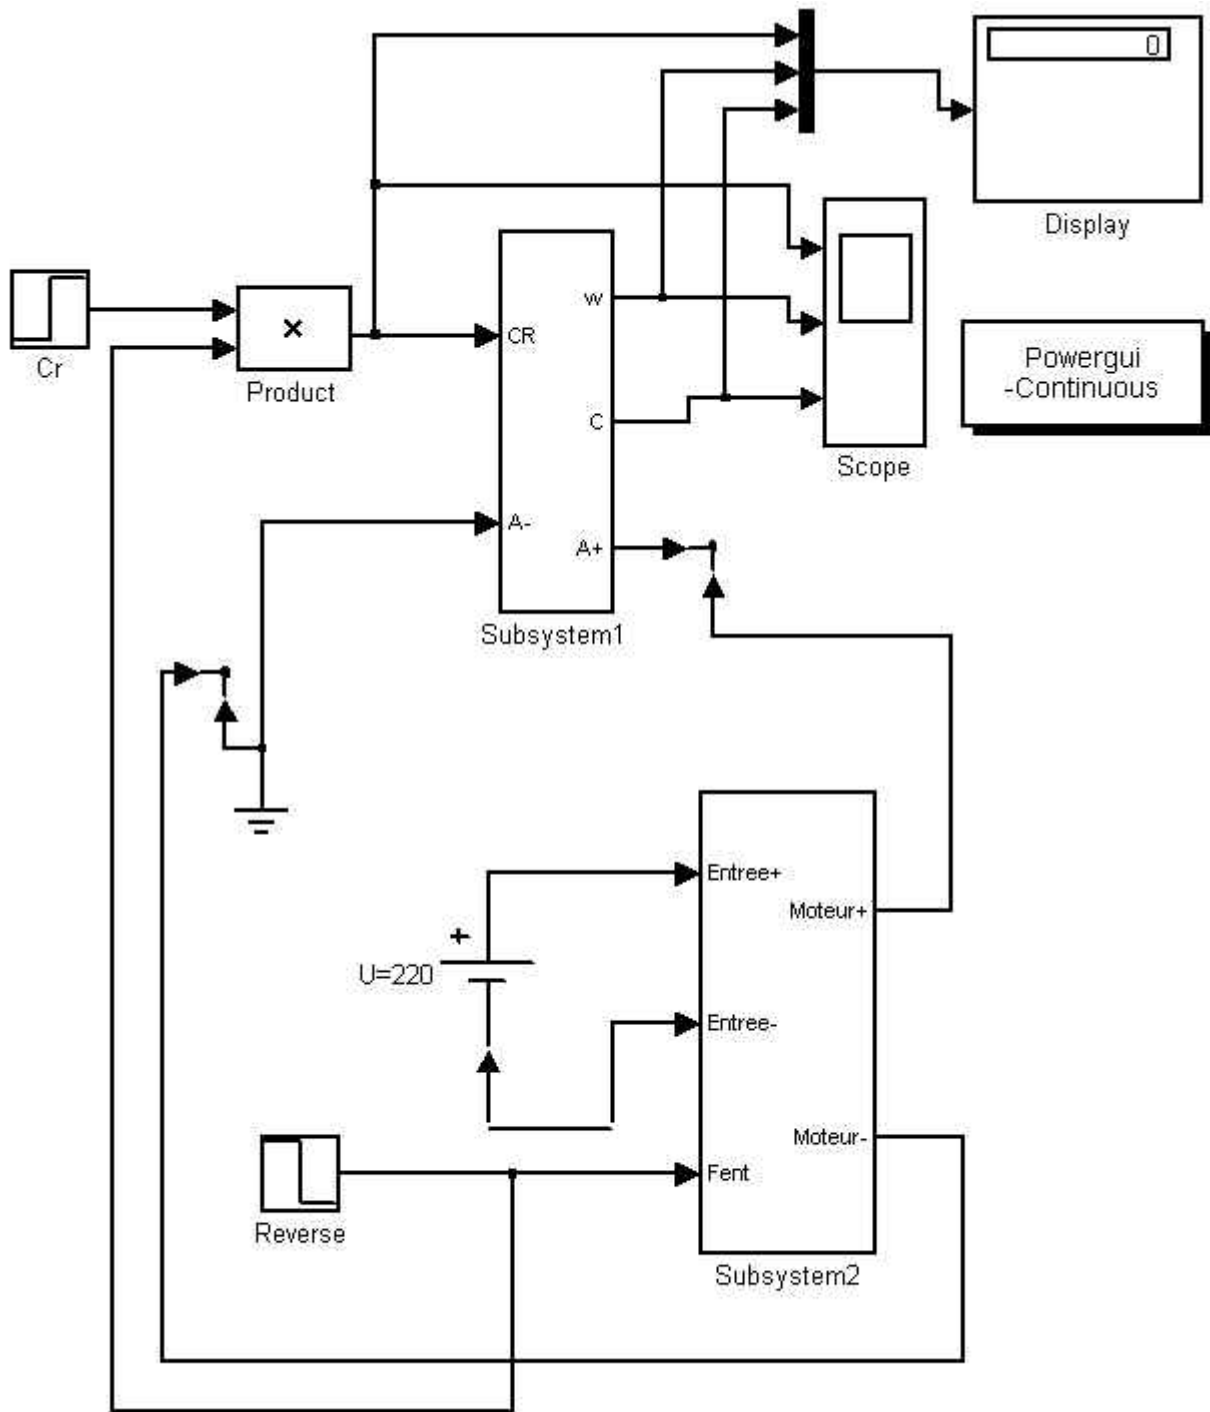 0
Display
Cr
×
Product
CR
A-
w
C
A+
Subsystem1
Scope
Powergui
-Continuous
+
U=220
Entree+
Entree-
Fent
Moteur+
Moteur-
Subsystem2
Reverse